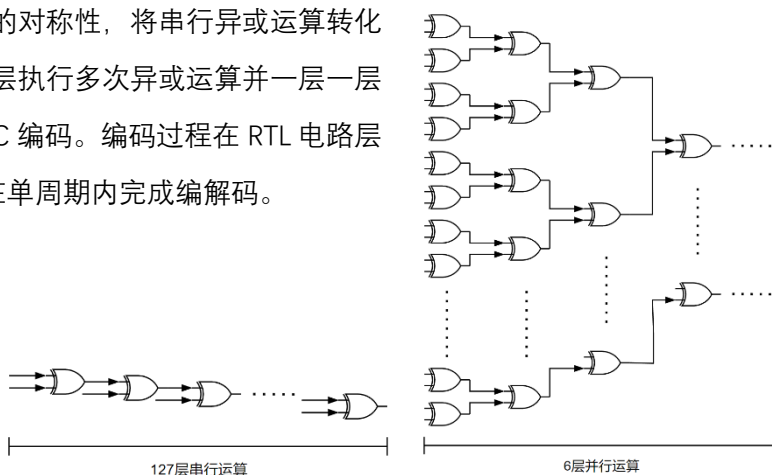 的对称性，将串行异或运算转化
层执行多次异或运算并一层一层
C 编码。编码过程在 RTL 电路层
在单周期内完成编解码。
127层串行运算
6层并行运算